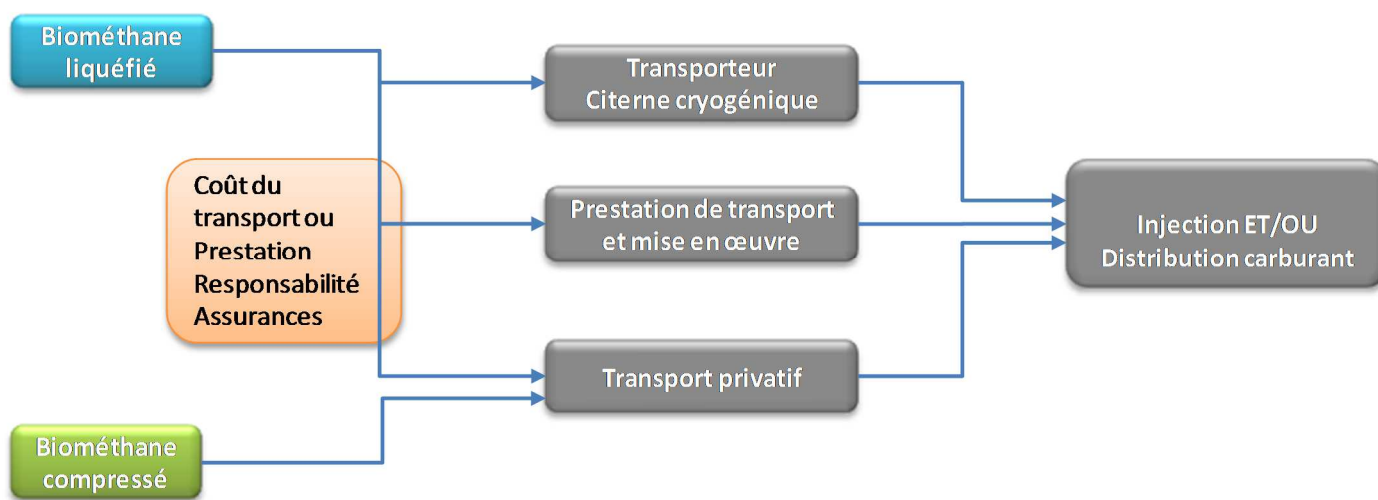 Biométhane
liquéfié
Transporteur
Citerne cryogénique
Coût du
transport ou
Prestation
Responsabilité
Assurances
Prestation de transport
et mise en œuvre
Injection ET/OU
Distribution carburant
Transport privatif
Biométhane
compressé